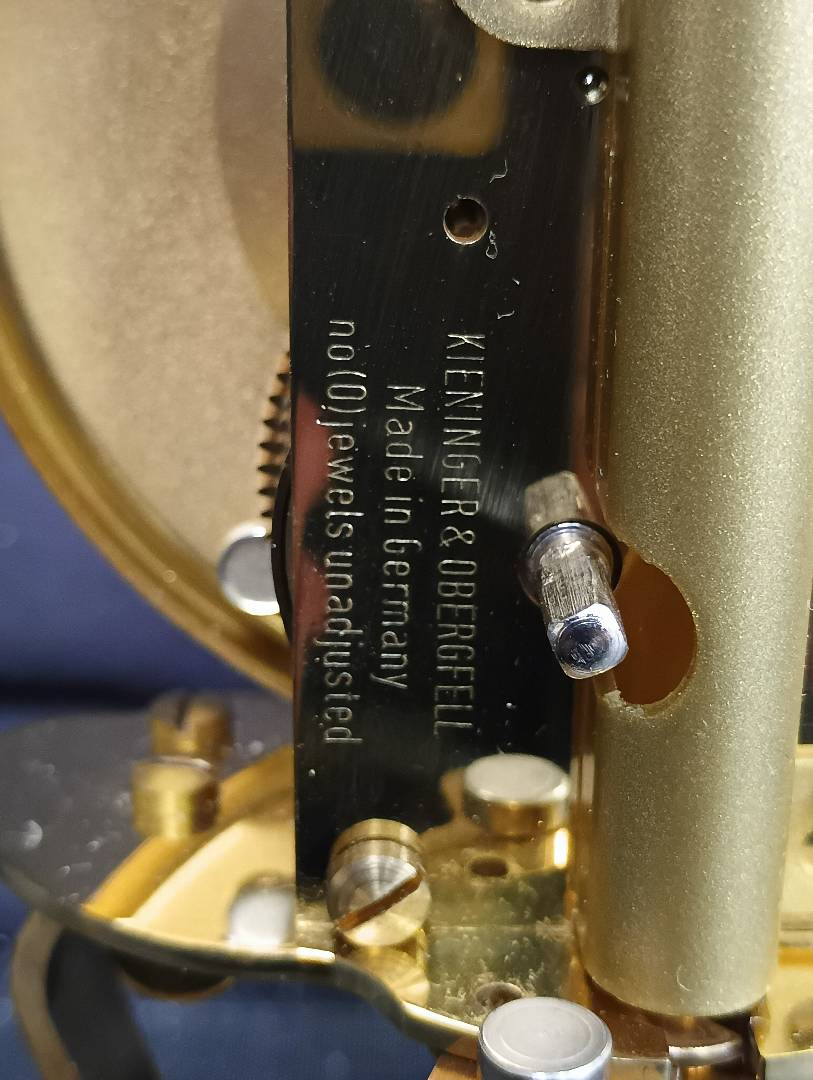 KIENINGER & OBERGFELL
Made in Germany
no(0)jewels unadjusted